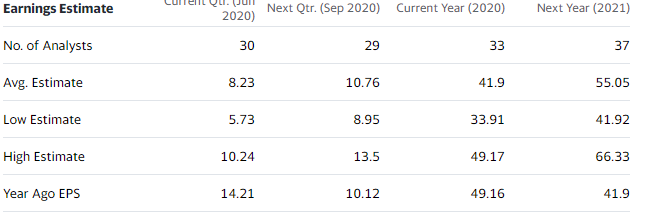 Earnings Estimate Current Qtr. (Jun 2020) Next Qtr. (Sep 2020) Current Year (2020) Next Year (2021)
No. of Analysts 30 29 33 37
Avg. Estimate 8.23 10.76 41.9 55.05
Low Estimate 5.73 8.95 33.91 41.92
High Estimate 10.24 13.5 49.17 66.33
Year Ago EPS 14.21 10.12 49.16 41.9